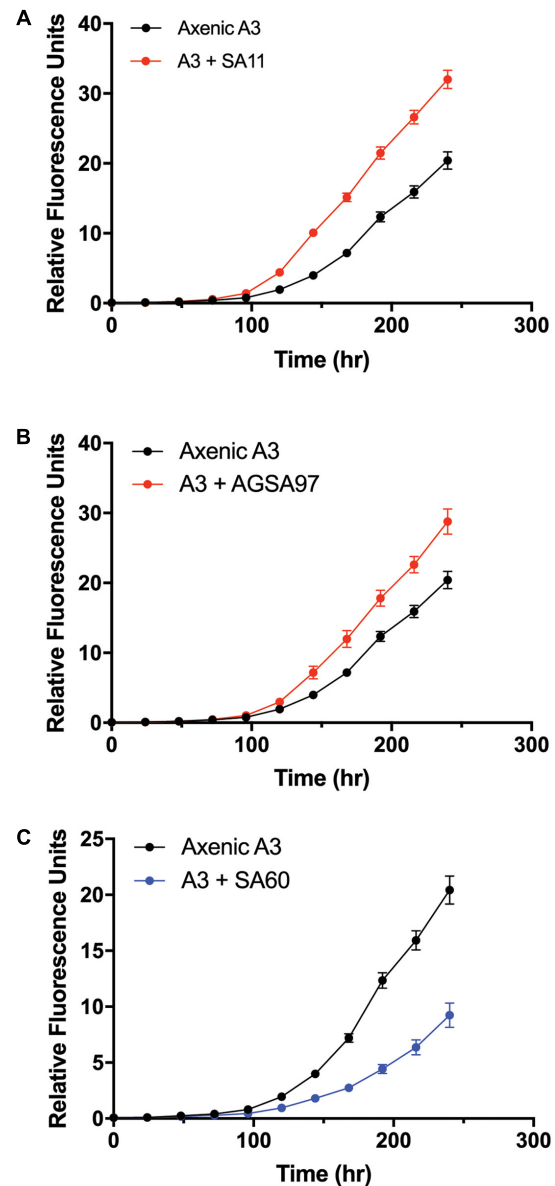 A
Axenic A3
A3 + SA11
Relative Fluorescence Units
40
30
20
10
0
0 100 200 300
Time (hr)
B
Axenic A3
A3 + AGSA97
Relative Fluorescence Units
40
30
20
10
0
0 100 200 300
Time (hr)
C
Axenic A3
A3 + SA60
Relative Fluorescence Units
25
20
15
10
5
0
0 100 200 300
Time (hr)